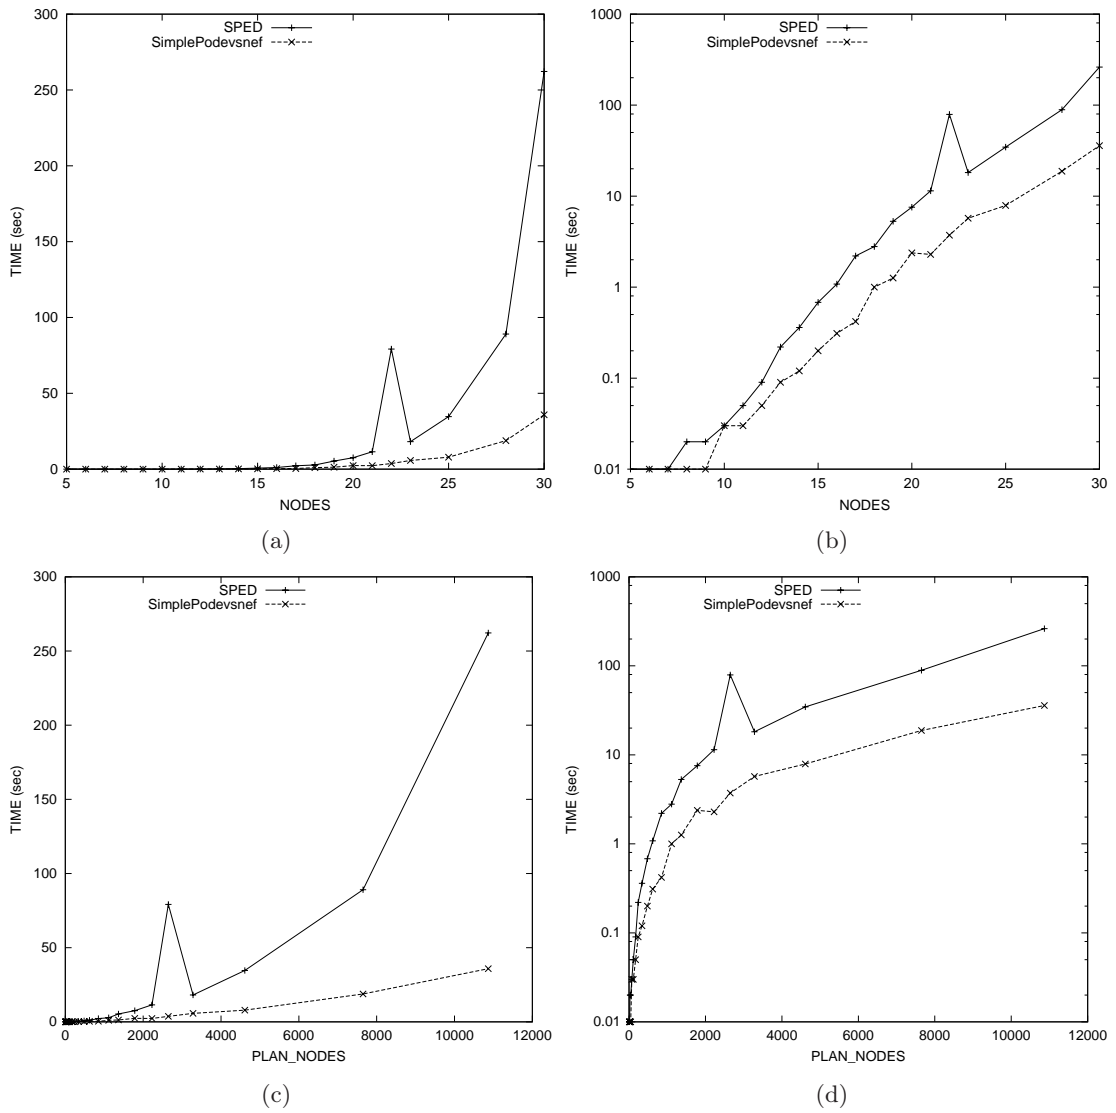 300
250
200
150
100
50
0
5
10
15
20
25
30
TIME (sec)
NODES
SPED
SimplePodevsnef
(a)
1000
100
10
1
0.1
0.01
5
10
15
20
25
30
TIME (sec)
NODES
SPED
SimplePodevsnef
(b)
300
250
200
150
100
50
0
0
2000
4000
6000
8000
10000
12000
TIME (sec)
PLAN_NODES
SPED
SimplePodevsnef
(c)
1000
100
10
1
0.1
0.01
0
2000
4000
6000
8000
10000
12000
TIME (sec)
PLAN_NODES
SPED
SimplePodevsnef
(d)